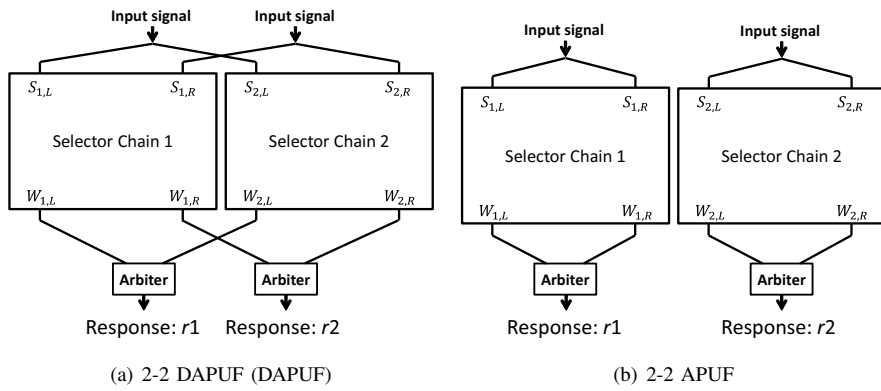 Input signal
Input signal
S1,L
S1,R
S2,L
S2,R
Selector Chain 1
Selector Chain 2
W1,L
W1,R
W2,L
W2,R
Arbiter
Arbiter
Response: r1
Response: r2
(a) 2-2 DAPUF (DAPUF)
Input signal
Input signal
S1,L
S1,R
S2,L
S2,R
Selector Chain 1
Selector Chain 2
W1,L
W1,R
W2,L
W2,R
Arbiter
Arbiter
Response: r1
Response: r2
(b) 2-2 APUF